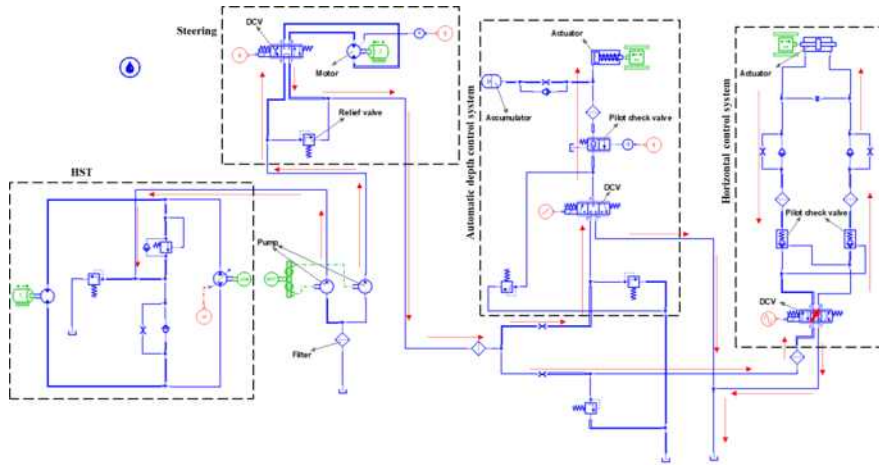 Steering
DCV
Motor
Relief valve
HST
Pump
Filter
Automatic depth control system
Actuator
Accumulator
Pilot check valve
DCV
Horizontal control system
Actuator
Pilot check valve
DCV